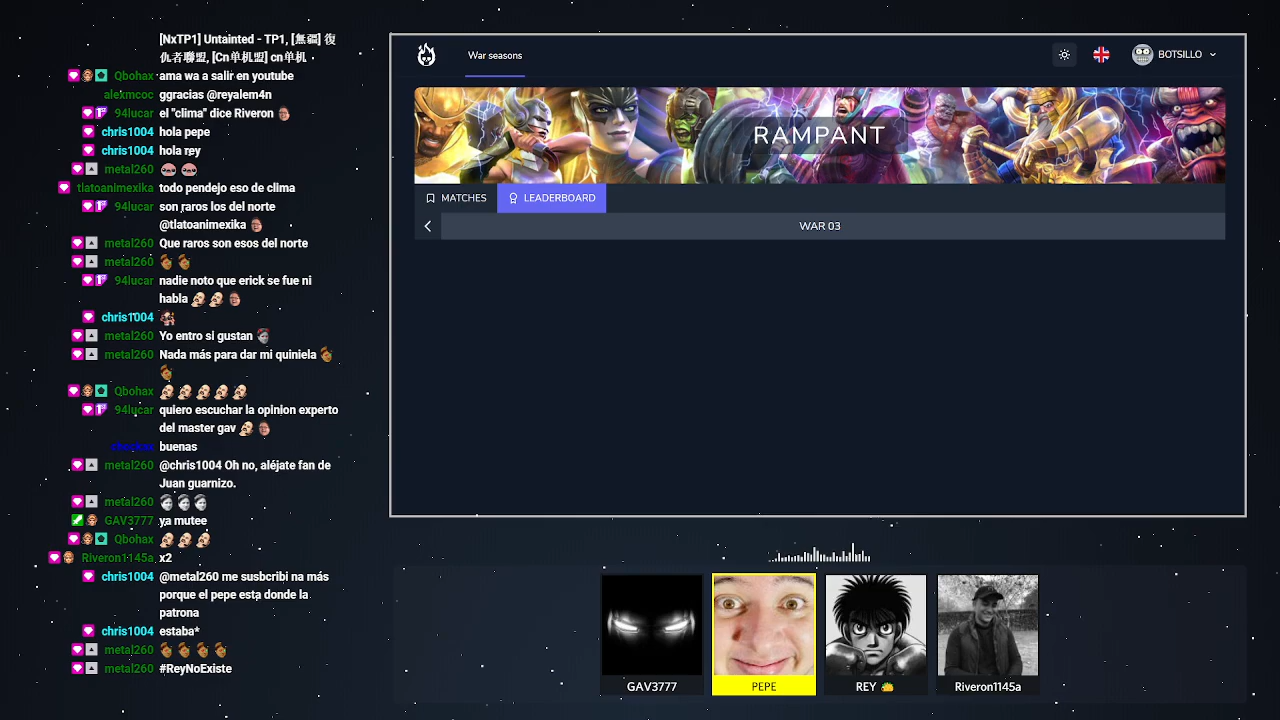 [NxTP1] Untainted - TP1, [無疆] 復
仇者聯盟, [Cn单机盟] cn单机
Qbohax ama wa a salir en youtube
alexmcoc ggracias @reyalem4n
94lucar el "clima" dice Riveron
chris1004 hola pepe
chris1004 hola rey
metal260
tlatoanimexika todo pendejo eso de clima
94lucar son raros los del norte
@tlatoanimexika
metal260 Que raros son esos del norte
metal260
94lucar nadie noto que erick se fue ni
habla
chris1004
metal260 Yo entro si gustan
metal260 Nada más para dar mi quiniela
Qbohax
94lucar quiero escuchar la opinion experto
del master gav
buenas
metal260 @chris1004 Oh no, aléjate fan de
Juan guarnizo.
metal260
GAV3777 ya mutee
Qbohax
Riveron1145a x2
chris1004 @metal260 me susbcribi na más
porque el pepe esta donde la
patrona
chris1004 estaba*
metal260
metal260 #ReyNoExiste
War seasons
BOTSILLO
RAMPANT
MATCHES
LEADERBOARD
WAR 03
GAV3777
PEPE
REY
Riveron1145a